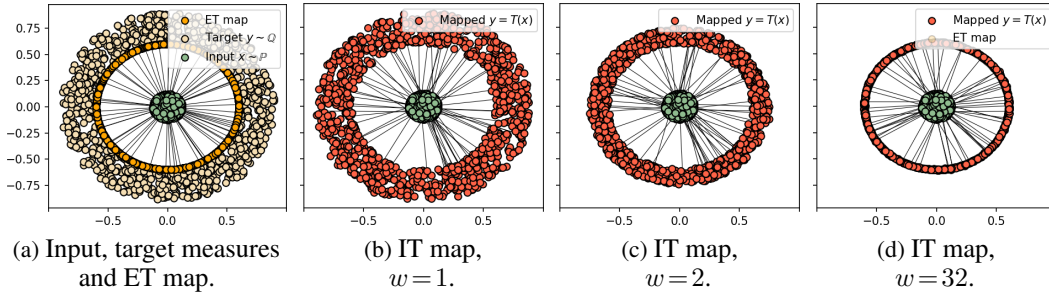 ET map
Target y ~ ℚ
Input x ~ ℙ
0.75
0.50
0.25
0.00
−0.25
−0.50
−0.75
−0.5 0.0 0.5
(a) Input, target measures
and ET map.
Mapped y = T(x)
−0.5 0.0 0.5
(b) IT map,
w=1.
Mapped y = T(x)
−0.5 0.0 0.5
(c) IT map,
w=2.
Mapped y = T(x)
ET map
−0.5 0.0 0.5
(d) IT map,
w=32.